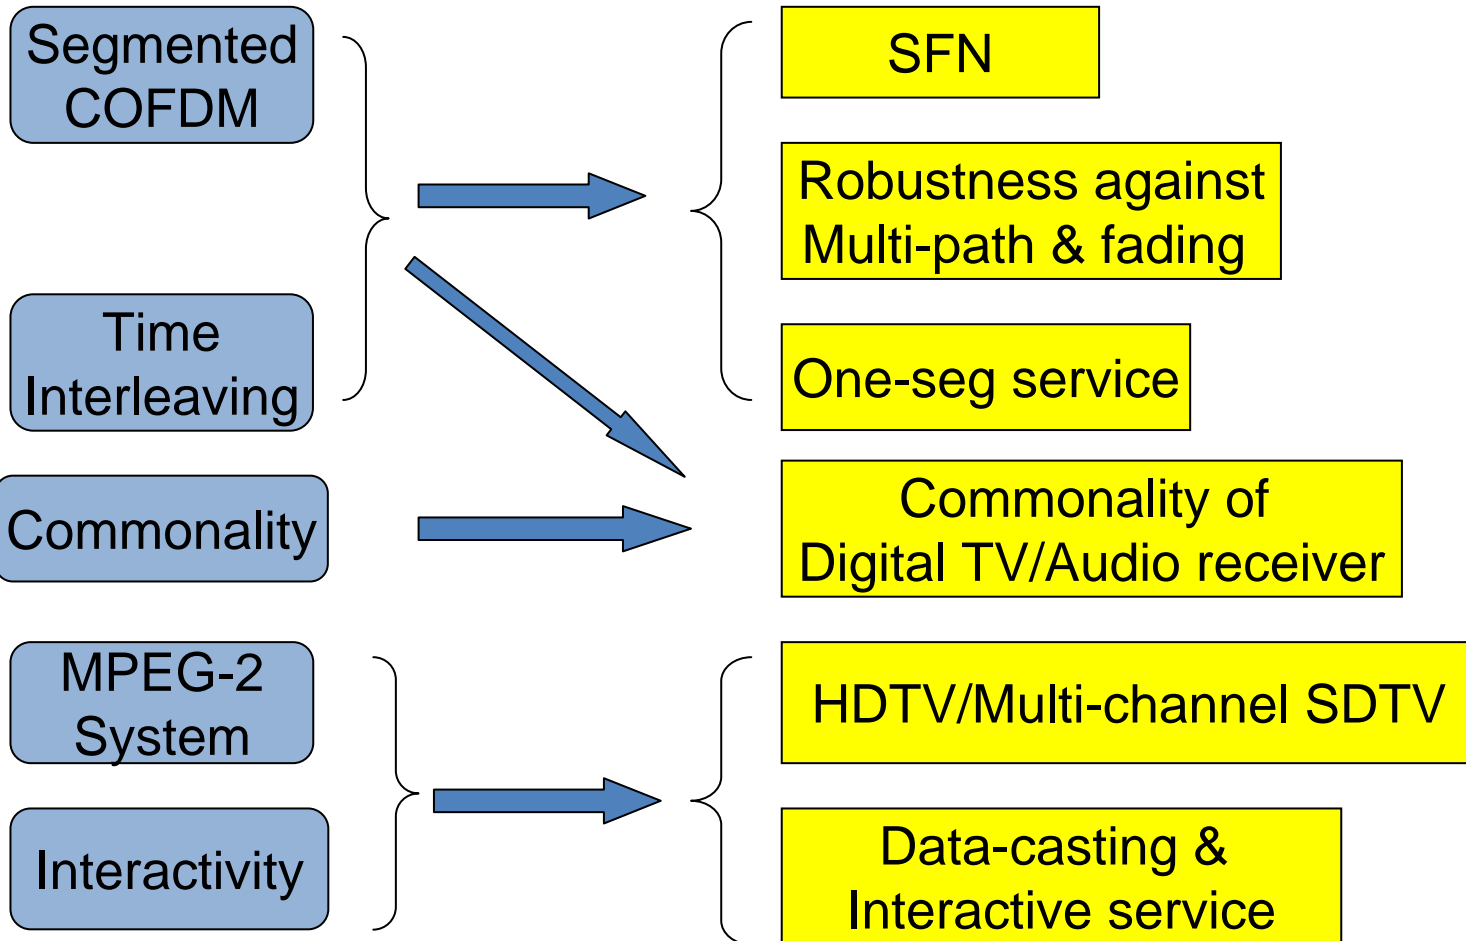 Segmented
COFDM
Time
Interleaving
Commonality
MPEG-2
System
Interactivity
SFN
Robustness against
Multi-path & fading
One-seg service
Commonality of
Digital TV/Audio receiver
HDTV/Multi-channel SDTV
Data-casting &
Interactive service